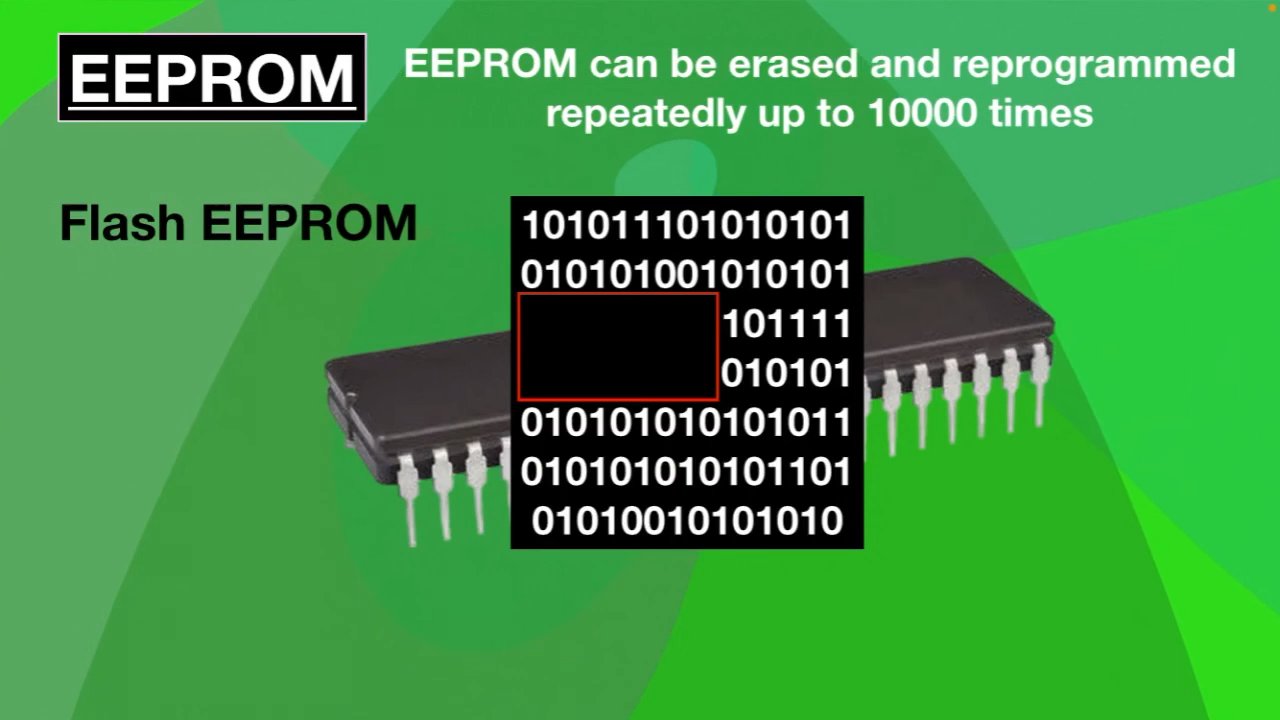 EEPROM
EEPROM can be erased and reprogrammed
repeatedly up to 10000 times
Flash EEPROM
101011101010101
010101001010101
101111
010101
010101010101011
010101010101101
01010010101010